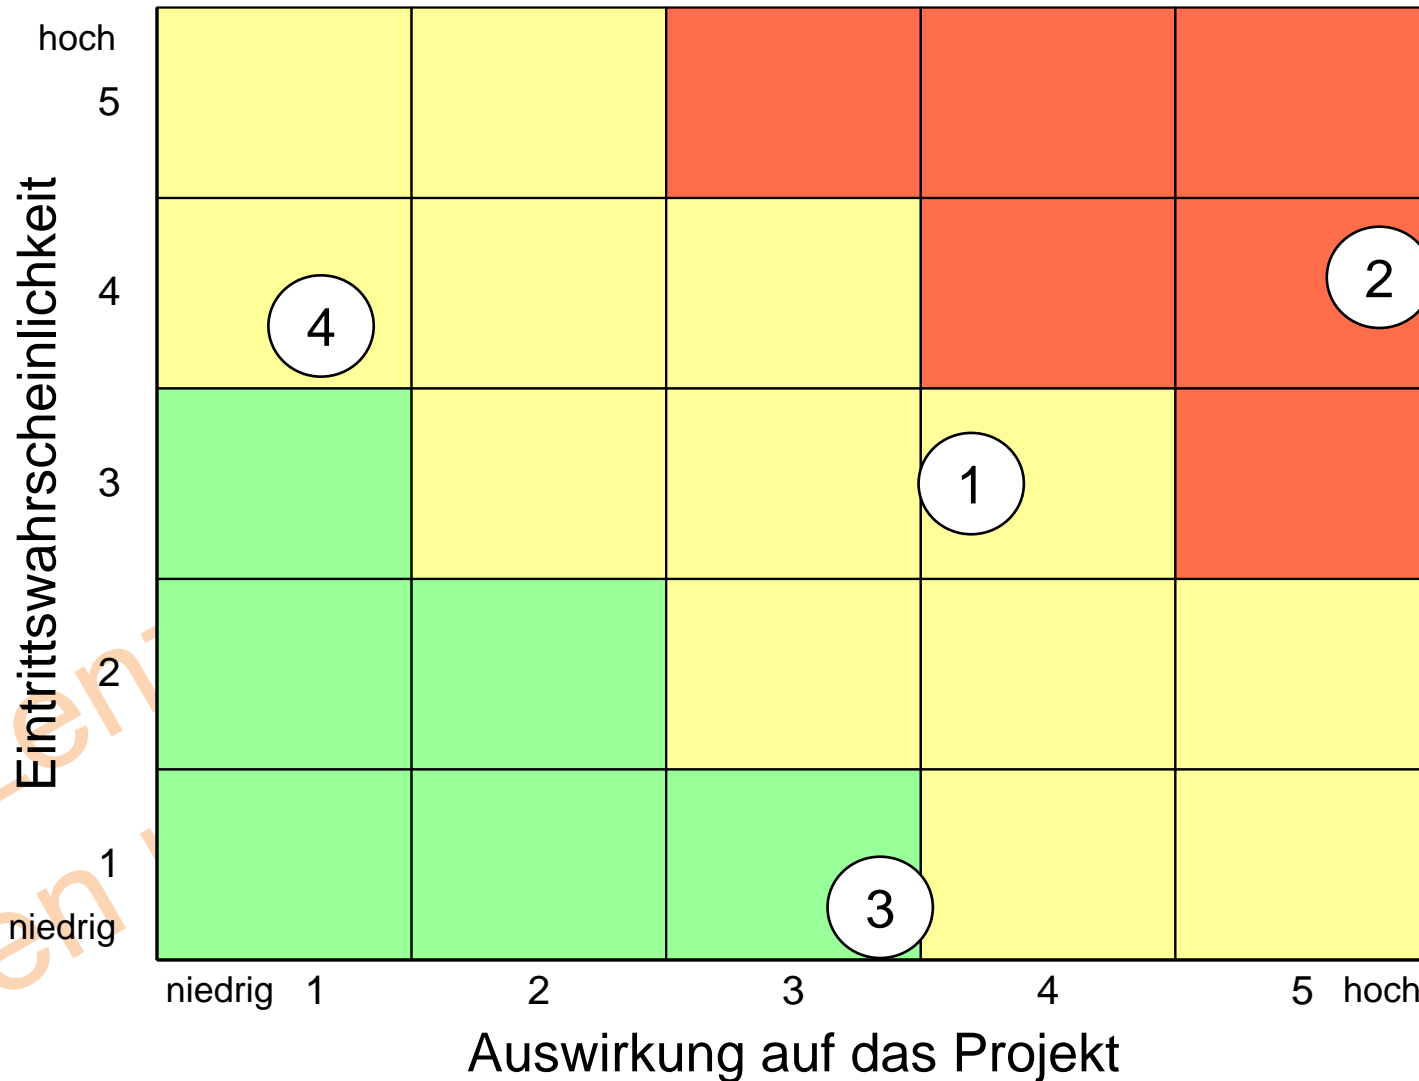 hoch
5
Eintrittswahrscheinlichkeit
4
4
2
3
1
2
1
3
niedrig
niedrig 1 2 3 4 5 hoch
Auswirkung auf das Projekt